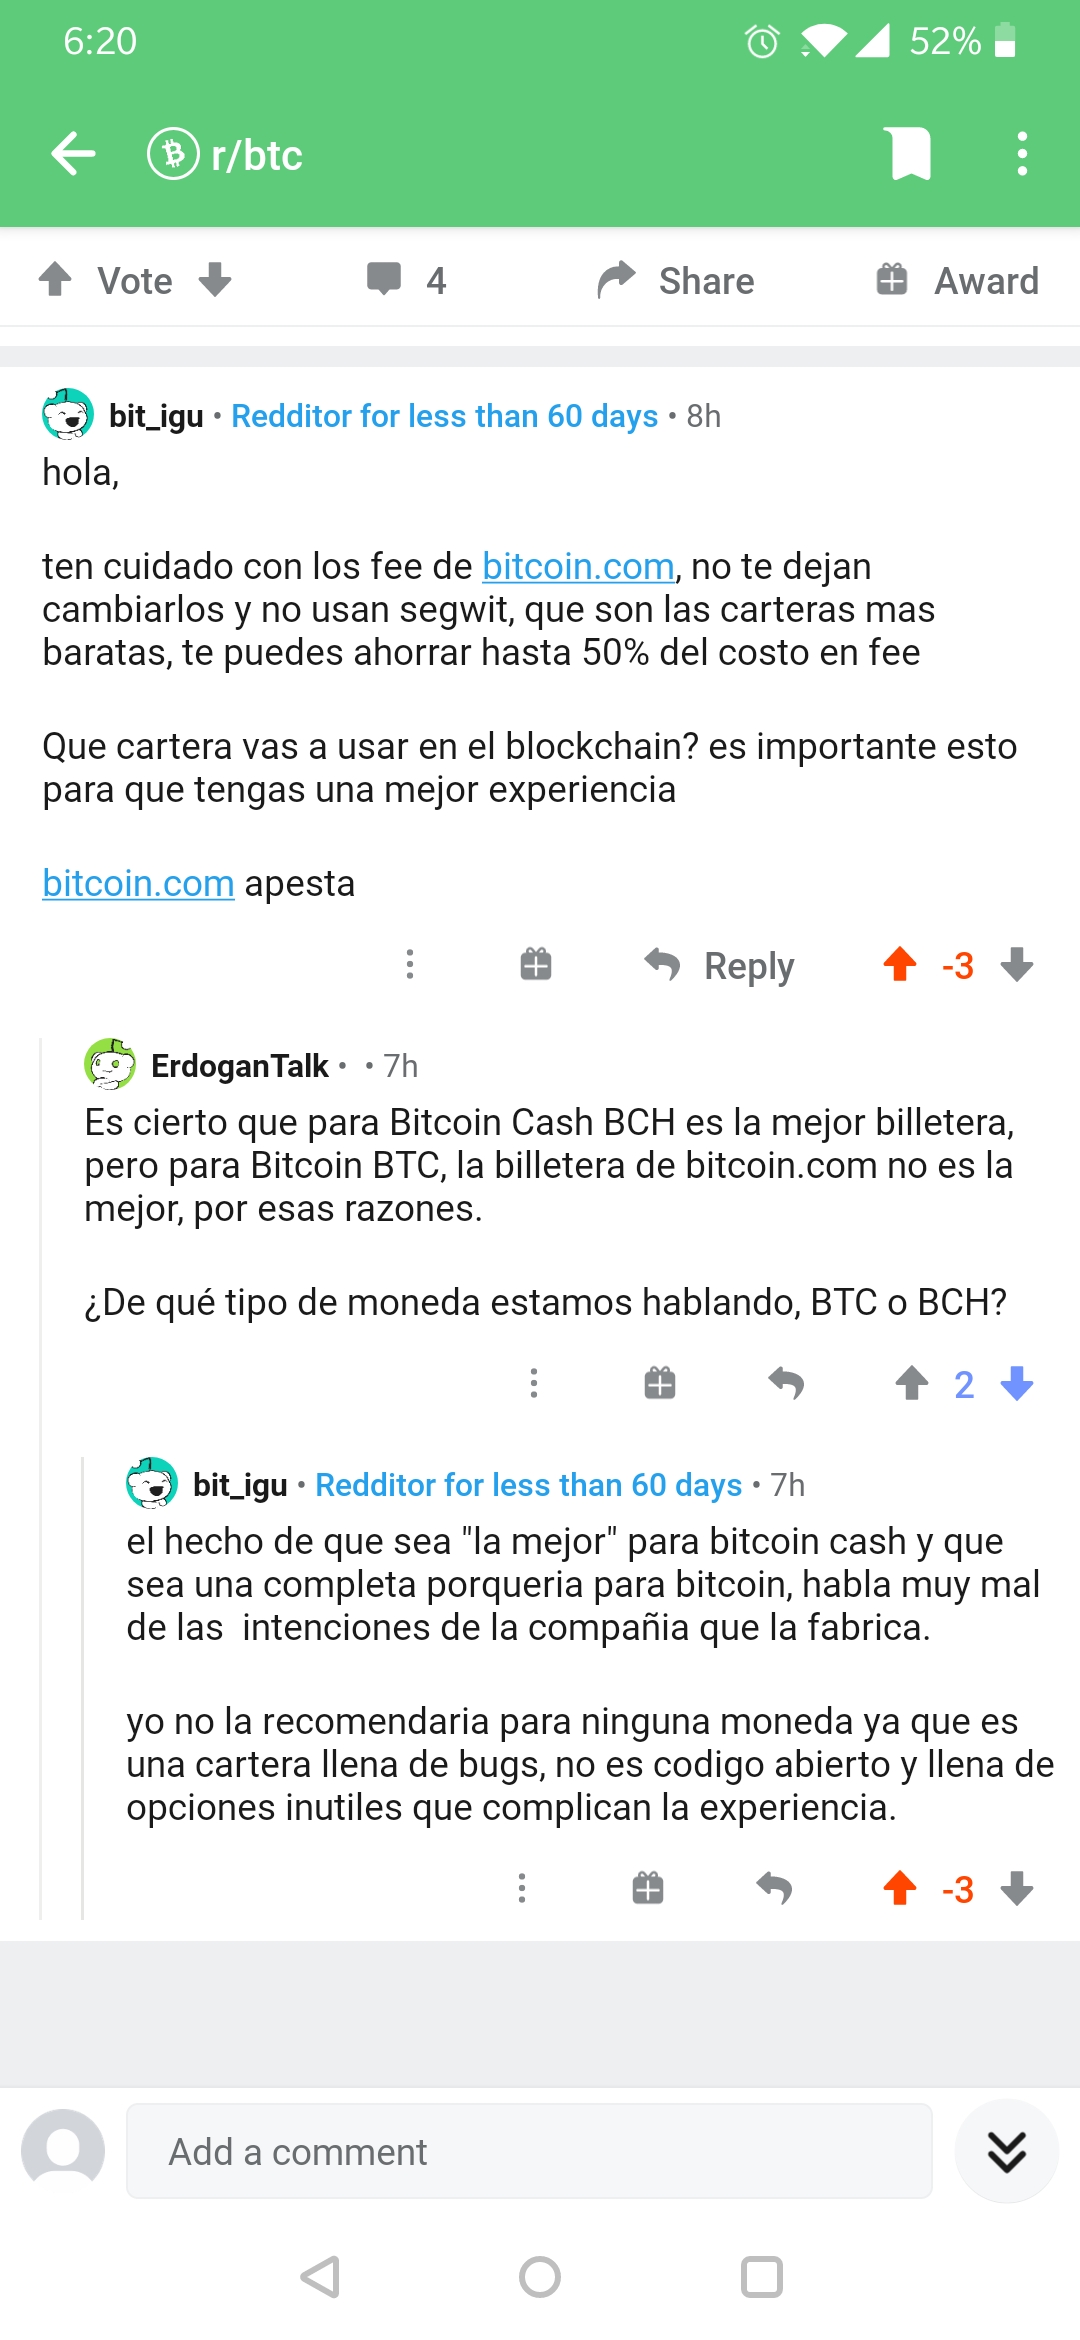 6:20
52%
r/btc
Vote
4
Share
Award
bit_igu • Redditor for less than 60 days • 8h
hola,
ten cuidado con los fee de bitcoin.com, no te dejan
cambiarlos y no usan segwit, que son las carteras mas
baratas, te puedes ahorrar hasta 50% del costo en fee
Que cartera vas a usar en el blockchain? es importante esto
para que tengas una mejor experiencia
bitcoin.com apesta
Reply
-3
ErdoganTalk • • 7h
Es cierto que para Bitcoin Cash BCH es la mejor billetera,
pero para Bitcoin BTC, la billetera de bitcoin.com no es la
mejor, por esas razones.
¿De qué tipo de moneda estamos hablando, BTC o BCH?
2
bit_igu • Redditor for less than 60 days • 7h
el hecho de que sea "la mejor" para bitcoin cash y que
sea una completa porqueria para bitcoin, habla muy mal
de las  intenciones de la compañia que la fabrica.
yo no la recomendaria para ninguna moneda ya que es
una cartera llena de bugs, no es codigo abierto y llena de
opciones inutiles que complican la experiencia.
-3
Add a comment